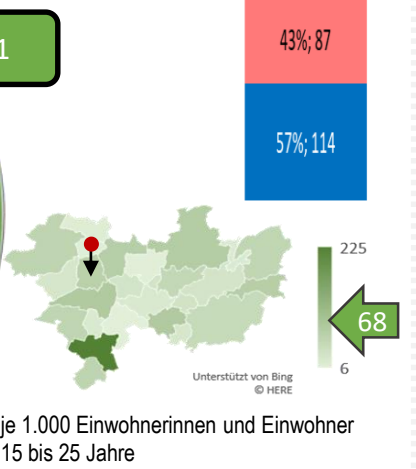 1
43%; 87
57%; 114
225
68
6
Unterstützt von Bing
© HERE
je 1.000 Einwohnerinnen und Einwohner
15 bis 25 Jahre